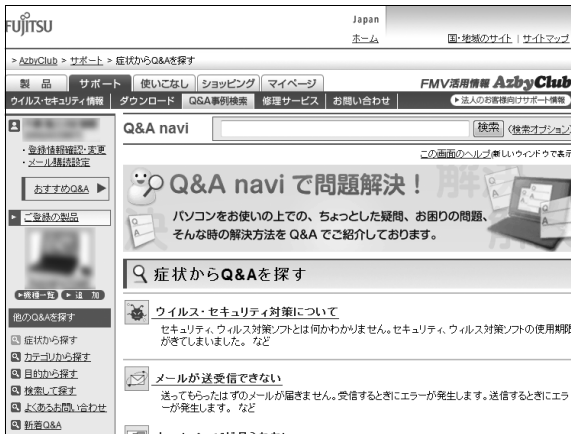 FUJITSU
Japan
ホーム
国・地域のサイト | サイトマップ
> AzbyClub > サポート > 症状からQ&Aを探す
製 品 サポート 使いこなし ショッピング マイページ
FMV活用情報 AzbyClub
ウイルス・セキュリティ情報 ダウンロード Q&A事例検索 修理サービス お問い合わせ
法人のお客様向けサポート情報
Q&A navi 検索 (検索オプション)
・登録情報確認・変更
・メール購読設定
この画面のヘルプ(新しいウィンドウで表示
おすすめQ&A
Q&A navi で問題解決！
ご登録の製品
パソコンをお使いの上での、ちょっとした疑問、お困りの問題、
そんな時の解決方法を Q&A でご紹介しております。
機種一覧 追 加
症状からQ&Aを探す
他のQ&Aを探す
症状から探す
カテゴリから探す
目的から探す
検索して探す
よくあるお問い合わせ
新着Q&A
ウイルス・セキュリティ対策について
セキュリティ、ウィルス対策ソフトとは何かわかりません。セキュリティ、ウィルス対策ソフトの使用期限
がきてしまいました。 など
メールが送受信できない
送ってもらったはずのメールが届きません。受信するときにエラーが発生します。送信するときにエラ
ーが発生します。 など